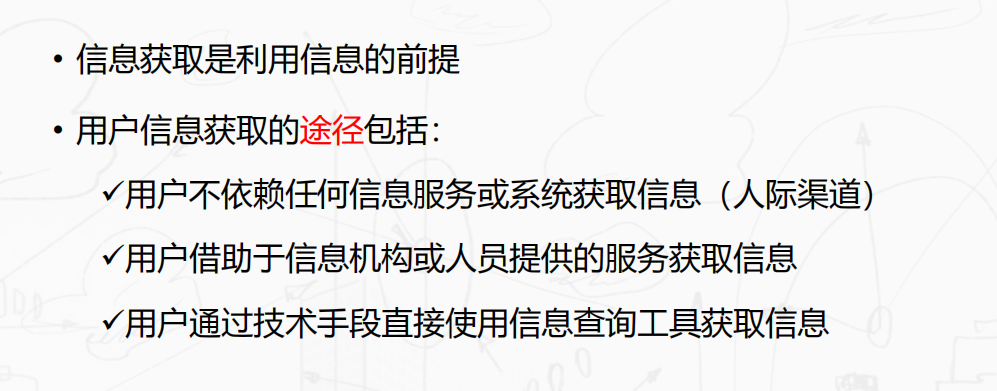 • 信息获取是利用信息的前提
• 用户信息获取的途径包括：
✓用户不依赖任何信息服务或系统获取信息（人际渠道）
✓用户借助于信息机构或人员提供的服务获取信息
✓用户通过技术手段直接使用信息查询工具获取信息